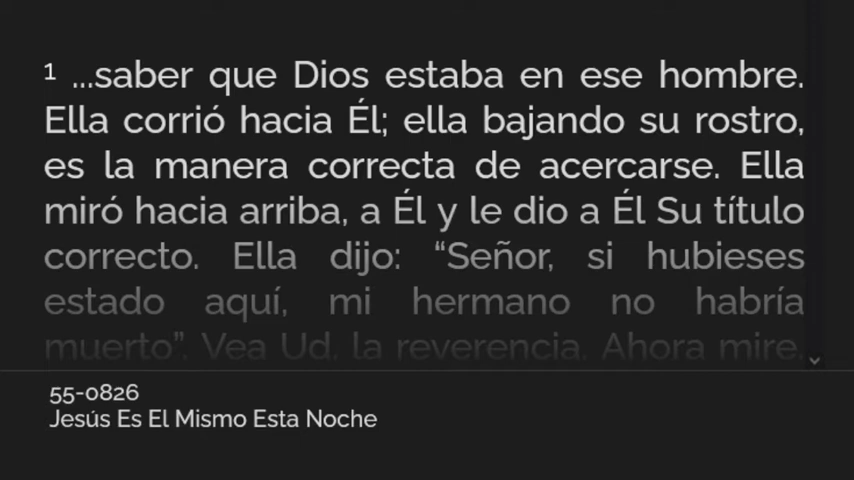 1 ...saber que Dios estaba en ese hombre.
Ella corrió hacia Él; ella bajando su rostro,
es la manera correcta de acercarse. Ella
miró hacia arriba, a Él y le dio a Él Su título
correcto. Ella dijo: “Señor, si hubieses
estado aquí, mi hermano no habría
muerto”. Vea Ud. la reverencia. Ahora mire.
55-0826
Jesús Es El Mismo Esta Noche